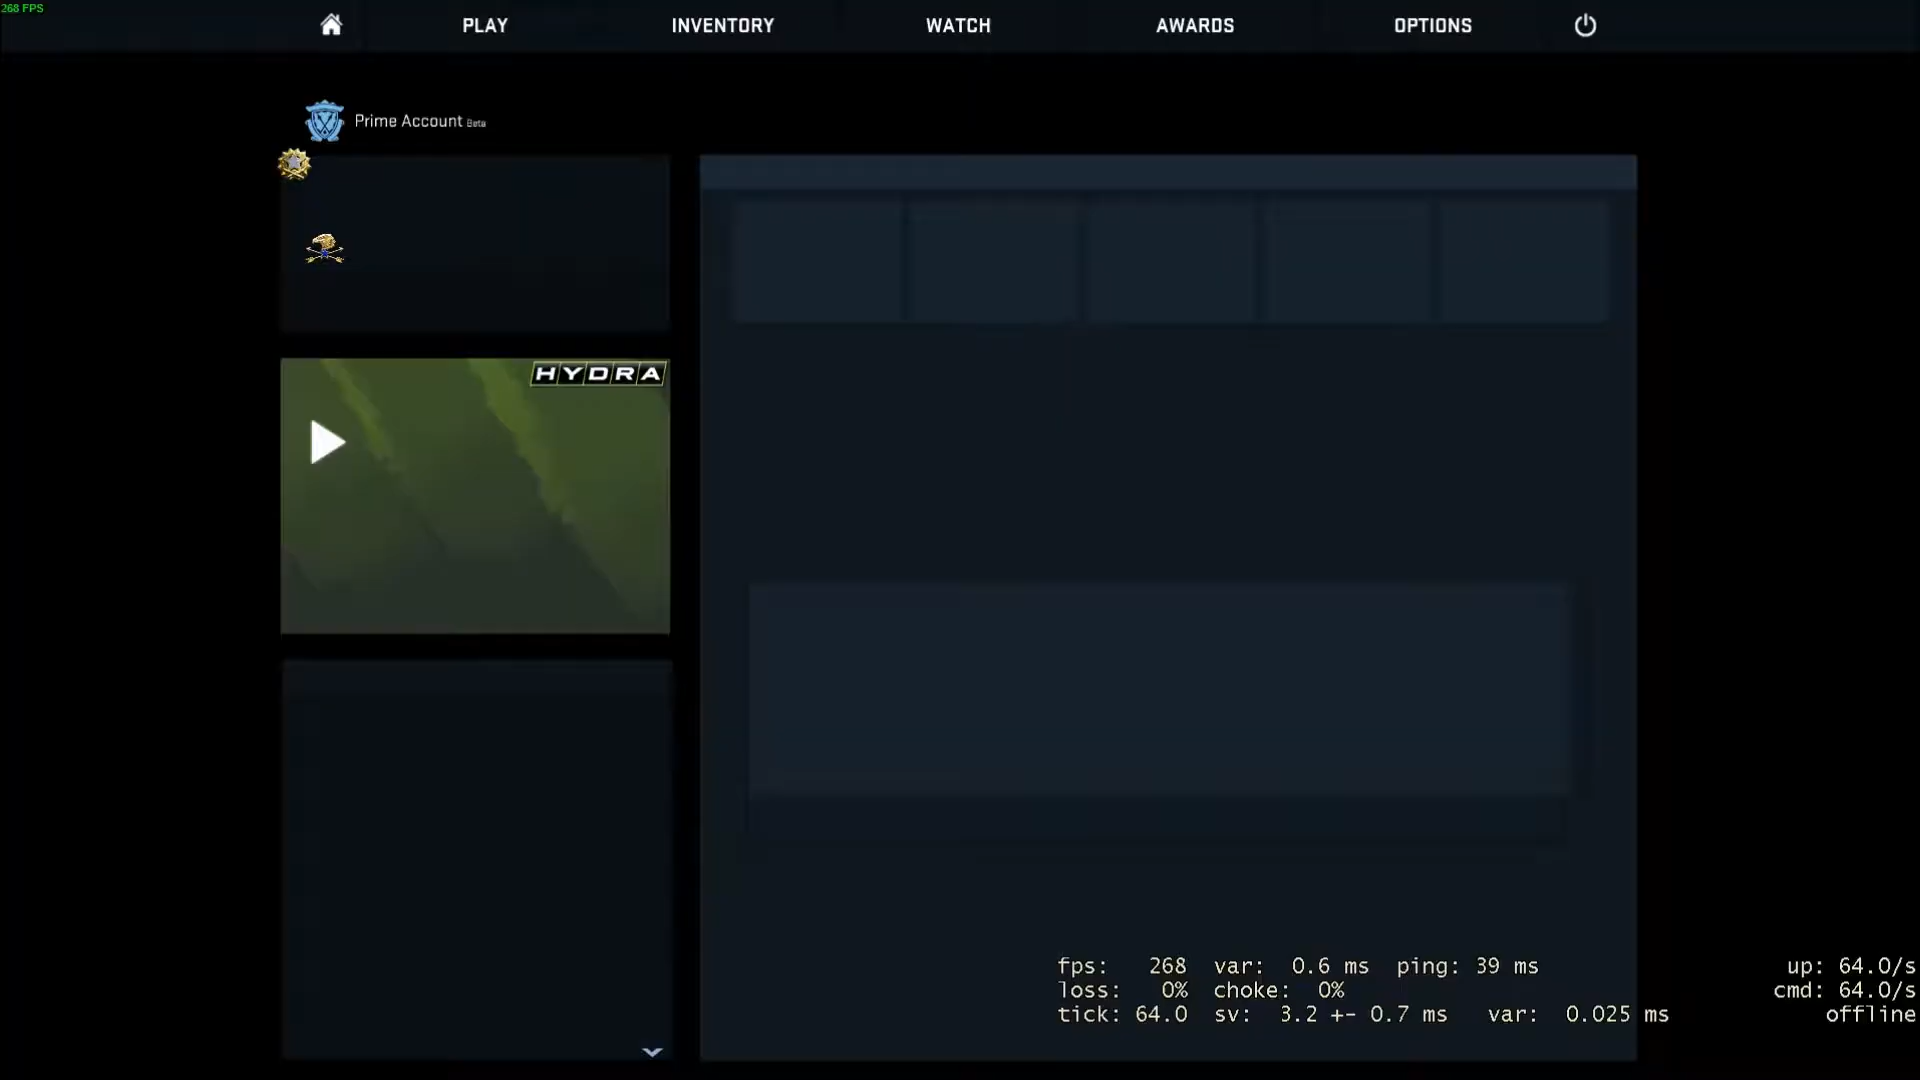 268 FPS
PLAY INVENTORY WATCH AWARDS OPTIONS
Prime Account Beta
HYDRA
fps: 268 var: 0.6 ms ping: 39 ms up: 64.0/s
loss: 0% choke: 0% cmd: 64.0/s
tick: 64.0 sv: 3.2 +- 0.7 ms var: 0.025 ms offline